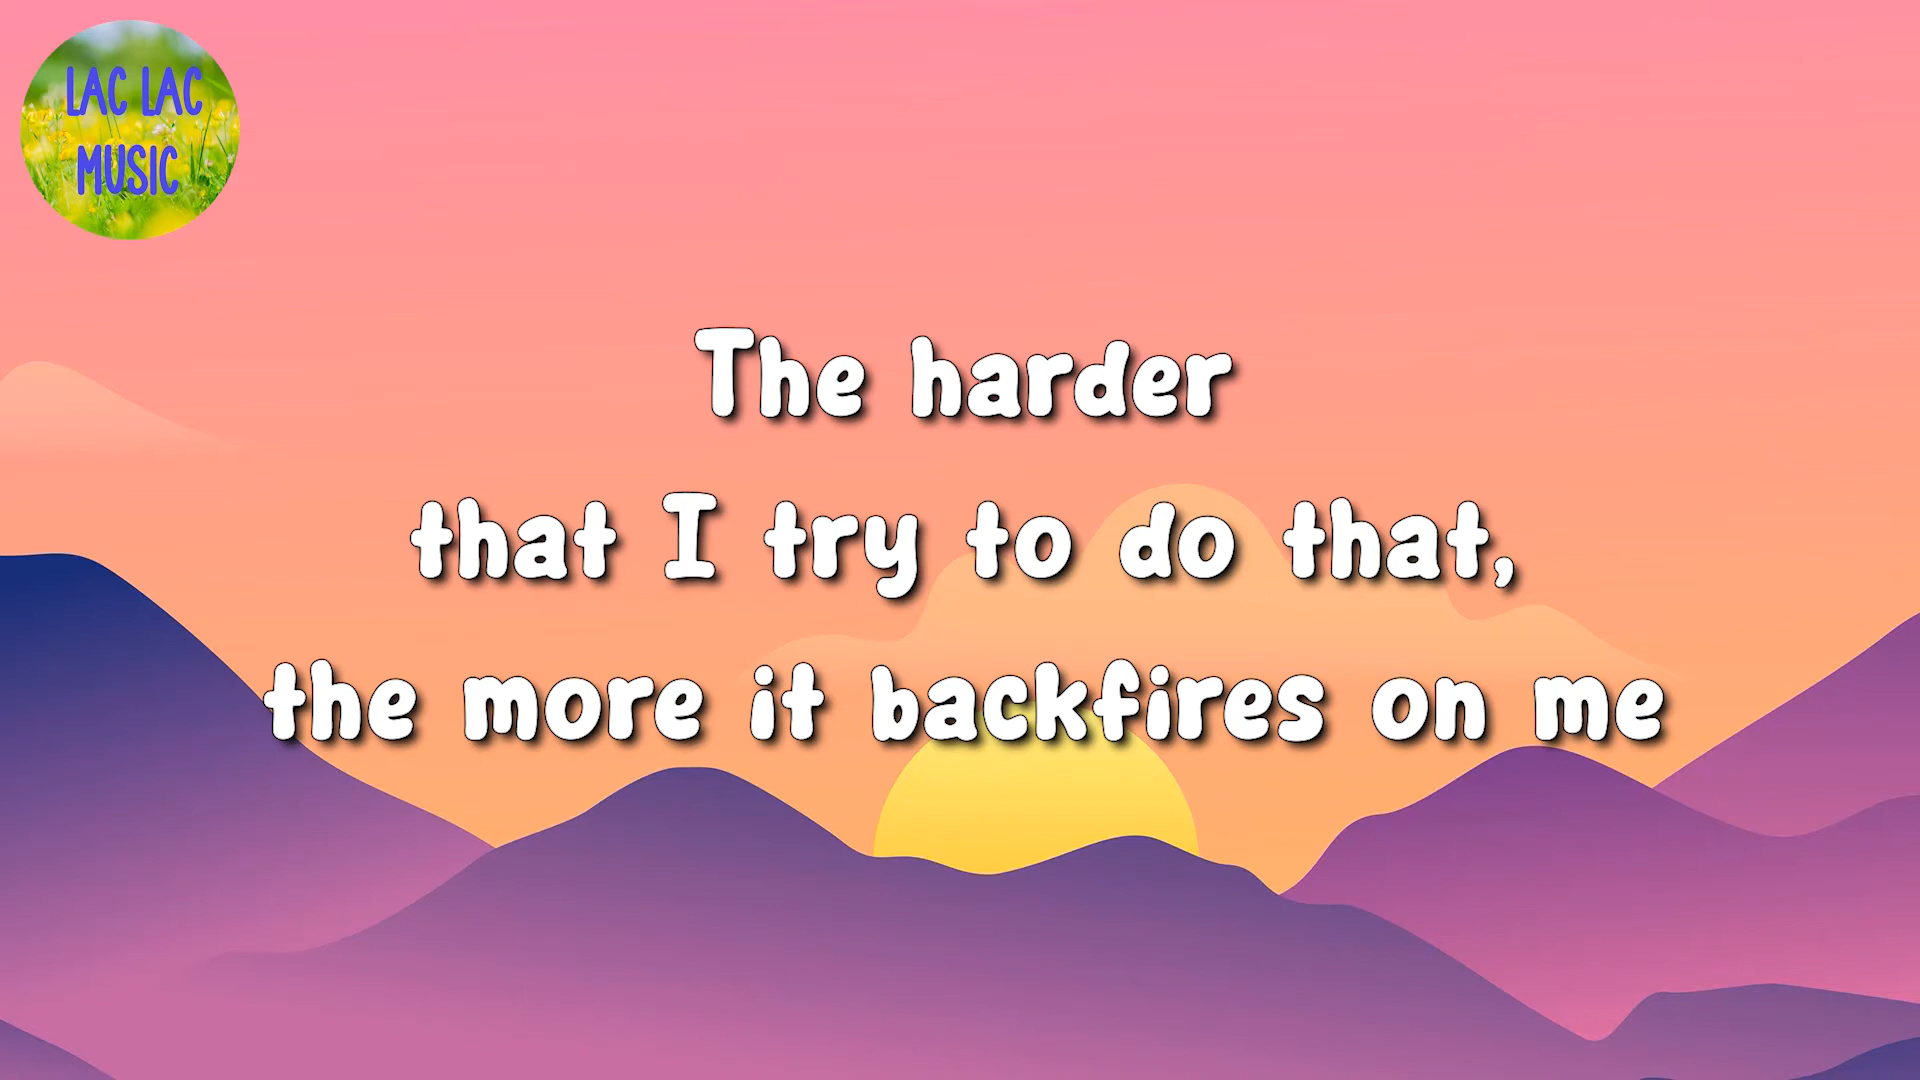 LAC LAC
MUSIC
The harder
that I try to do that,
the more it backfires on me